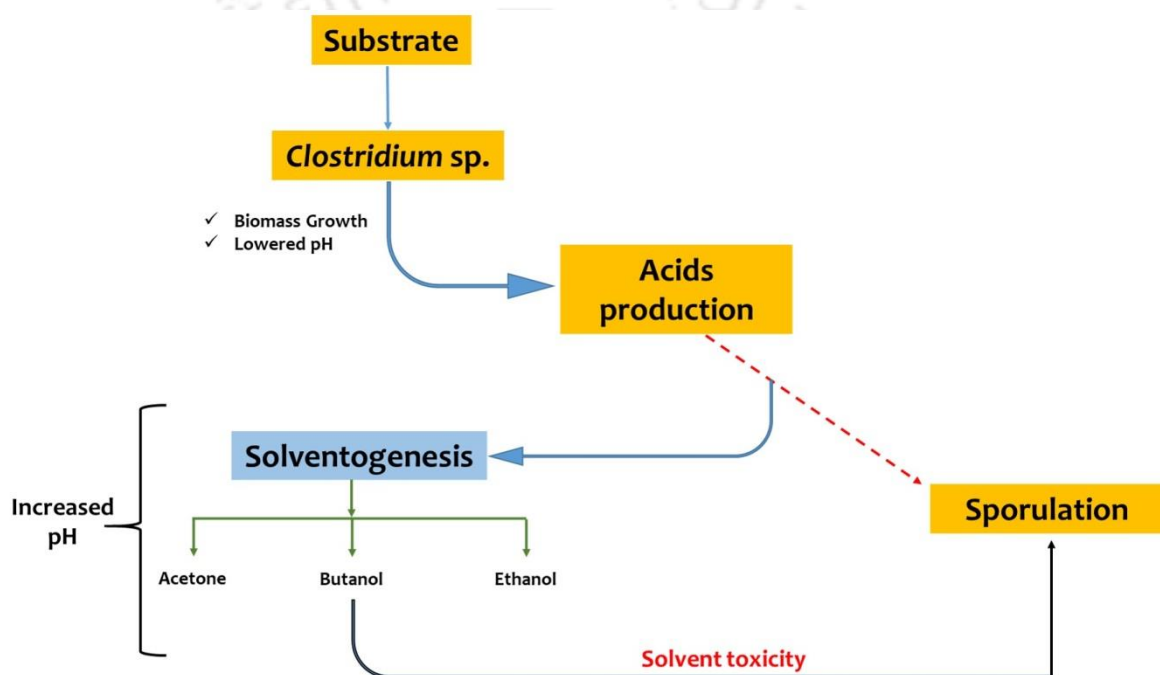 Substrate
Clostridium sp.
✓ Biomass Growth
✓ Lowered pH
Acids
production
Solventogenesis
Increased
pH
Sporulation
Acetone
Butanol
Ethanol
Solvent toxicity